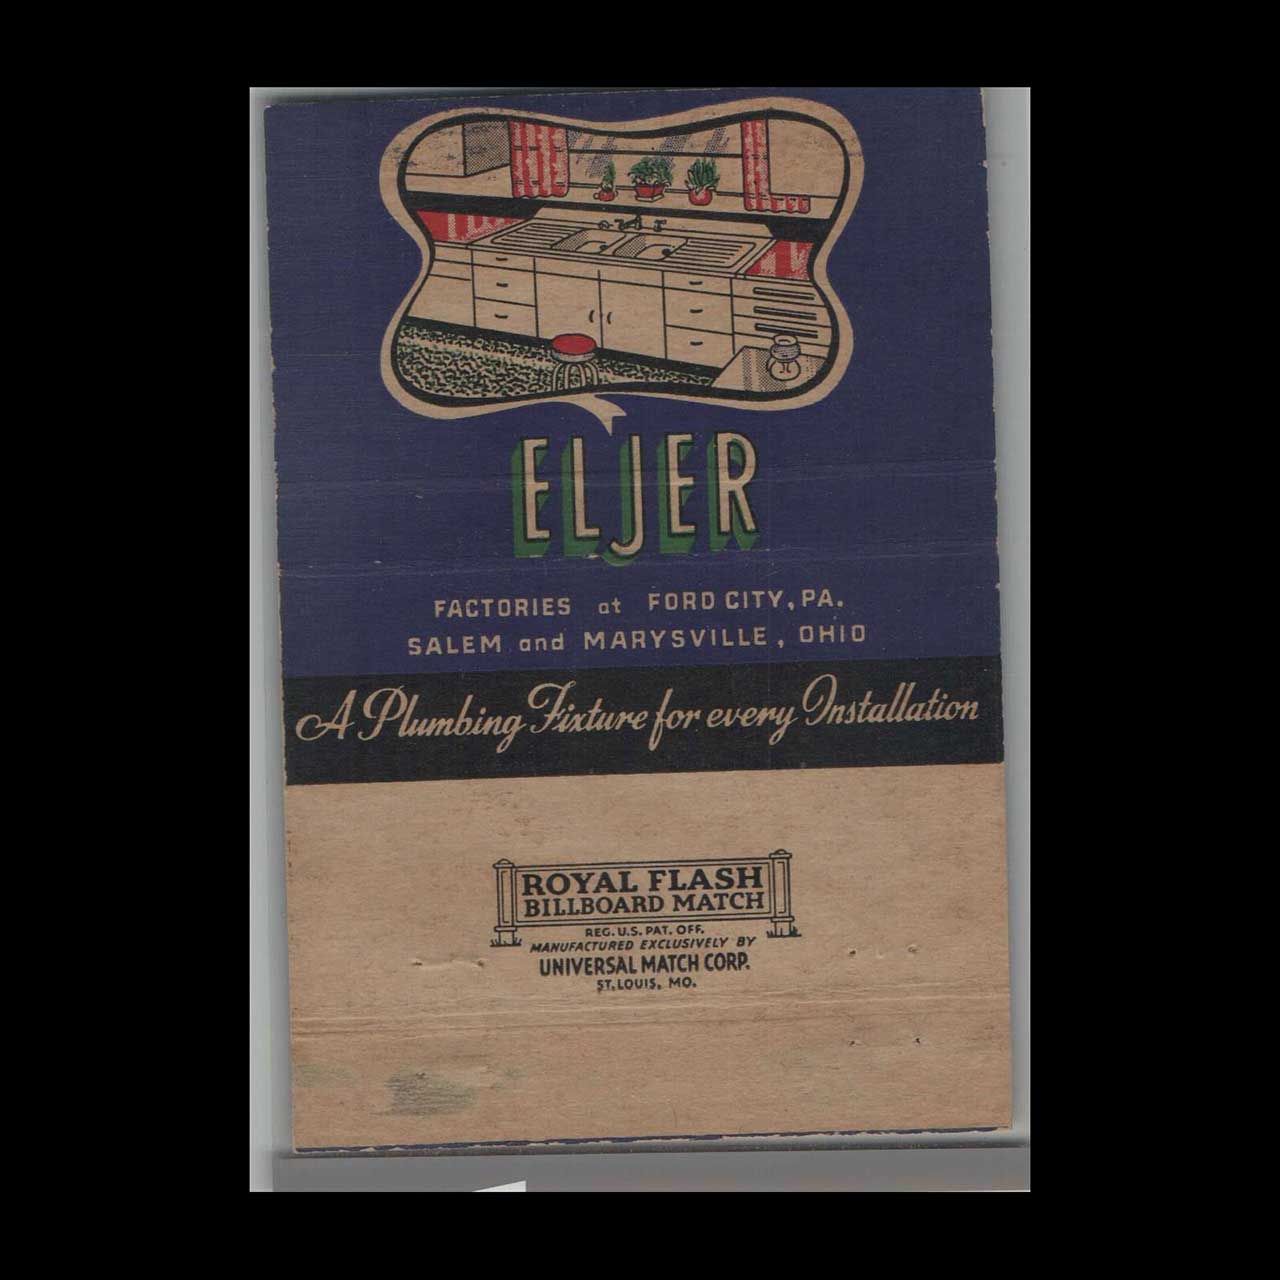 ELJER
FACTORIES at FORD CITY, PA.
SALEM and MARYSVILLE, OHIO
A Plumbing Fixture for every Installation
ROYAL FLASH
BILLBOARD MATCH
REG. U.S. PAT. OFF.
MANUFACTURED EXCLUSIVELY BY
UNIVERSAL MATCH CORP.
ST. LOUIS, MO.